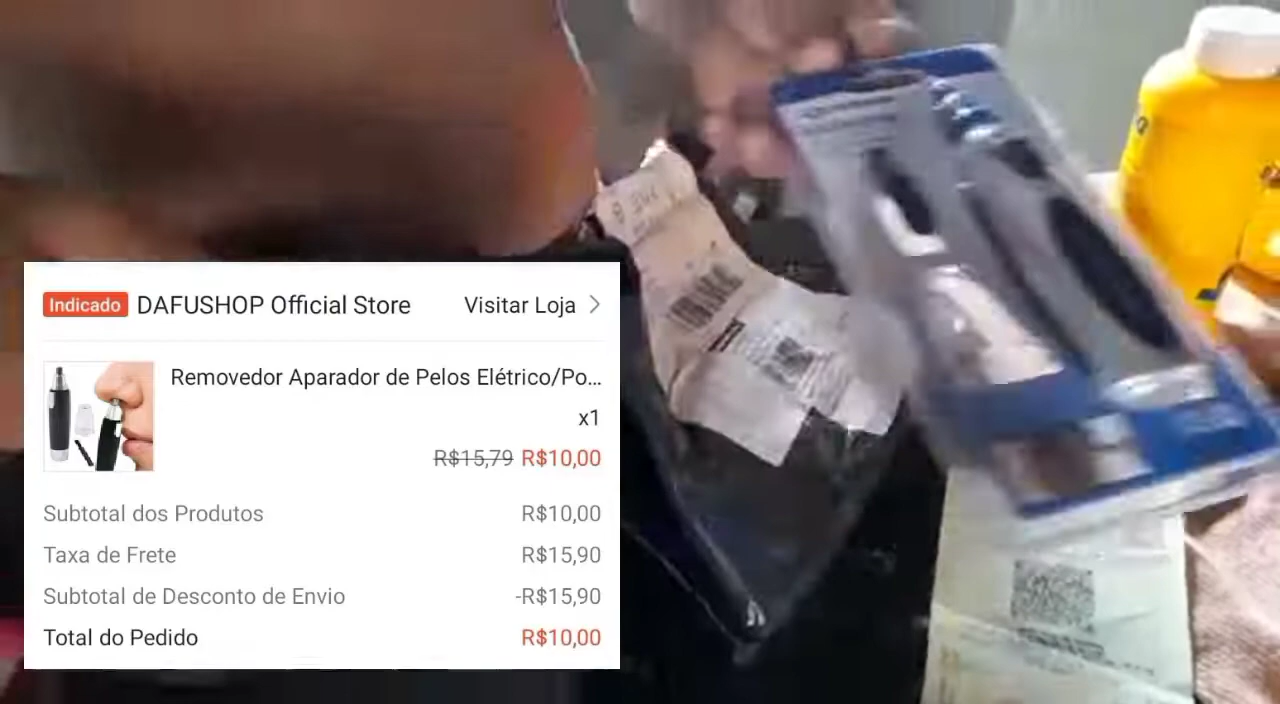 Indicado DAFUSHOP Official Store Visitar Loja >
Removedor Aparador de Pelos Elétrico/Po...
x1
R$15,79 R$10,00
Subtotal dos Produtos R$10,00
Taxa de Frete R$15,90
Subtotal de Desconto de Envio -R$15,90
Total do Pedido R$10,00